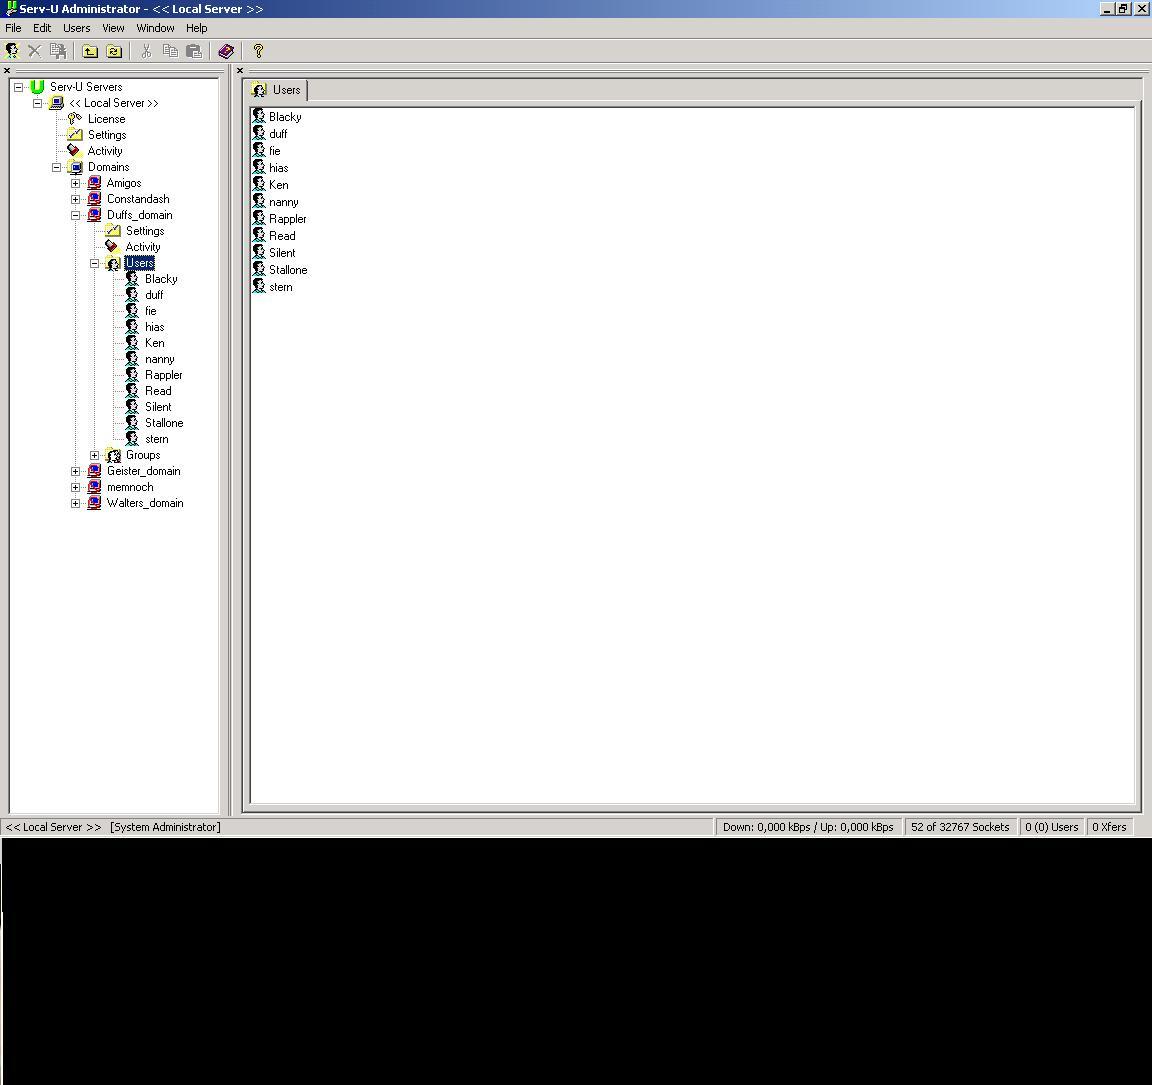 Serv-U Administrator - << Local Server >>
File Edit Users View Window Help
Serv-U Servers
<< Local Server >>
License
Settings
Activity
Domains
Amigos
Constandash
Duffs_domain
Settings
Activity
Users
Blacky
duff
fie
hias
Ken
nanny
Rappler
Read
Silent
Stallone
stern
Groups
Geister_domain
memnoch
Walters_domain
Users
Blacky
duff
fie
hias
Ken
nanny
Rappler
Read
Silent
Stallone
stern
<< Local Server >> [System Administrator] Down: 0,000 kBps / Up: 0,000 kBps 52 of 32767 Sockets 0 (0) Users 0 Xfers